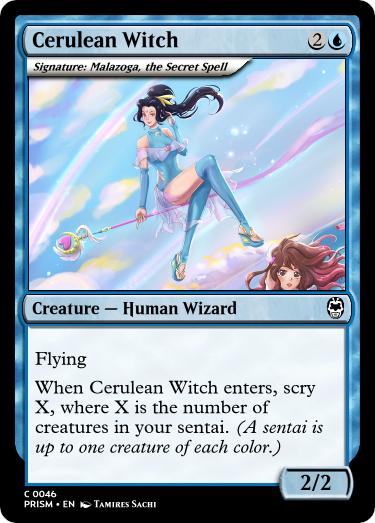 Cerulean Witch 2
Signature: Malazoga, the Secret Spell
Creature — Human Wizard
Flying
When Cerulean Witch enters, scry
X, where X is the number of
creatures in your sentai. (A sentai is
up to one creature of each color.)
2/2
C 0046
PRISM • EN Tamires Sachi